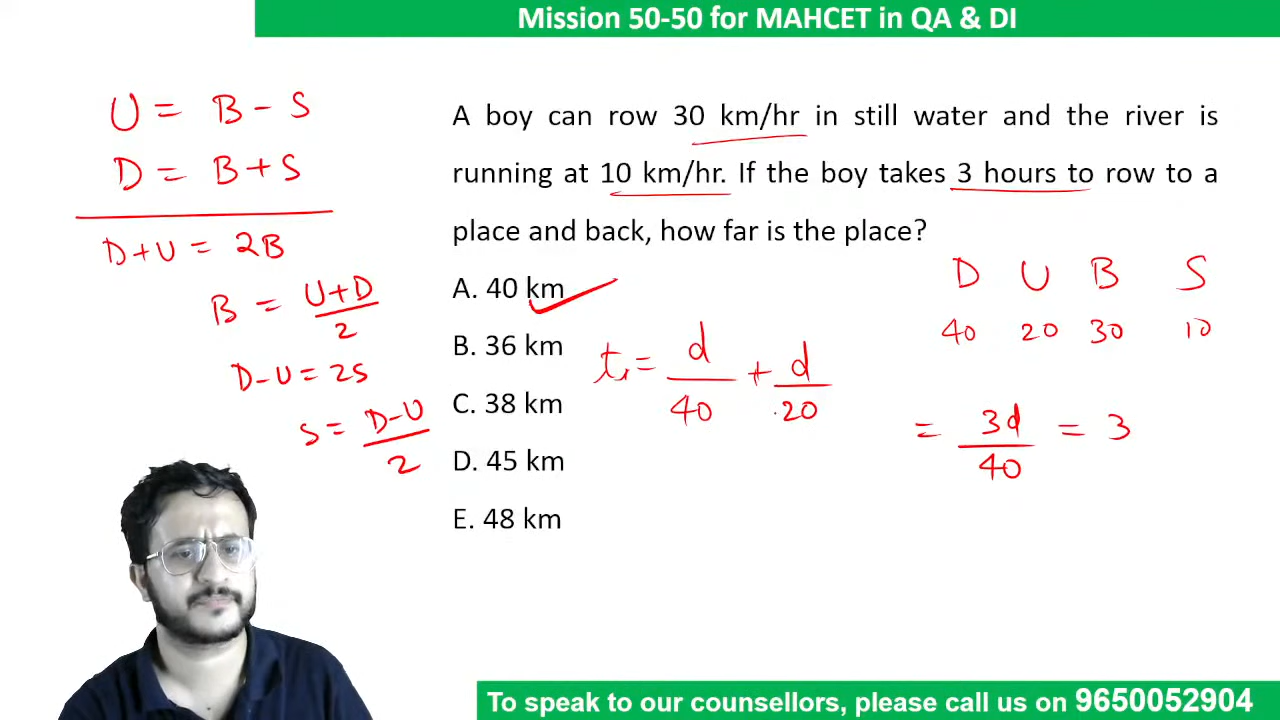 Mission 50-50 for MAHCET in QA & DI
U = B - S
D = B + S
D+U = 2B
B = U+D / 2
D-U = 2S
S = D-U / 2
A boy can row 30 km/hr in still water and the river is
running at 10 km/hr. If the boy takes 3 hours to row to a
place and back, how far is the place?
A. 40 km
B. 36 km
C. 38 km
D. 45 km
E. 48 km
D U B S
40 20 30 10
t = d/40 + d/20
= 3d/40 = 3
To speak to our counsellors, please call us on 9650052904